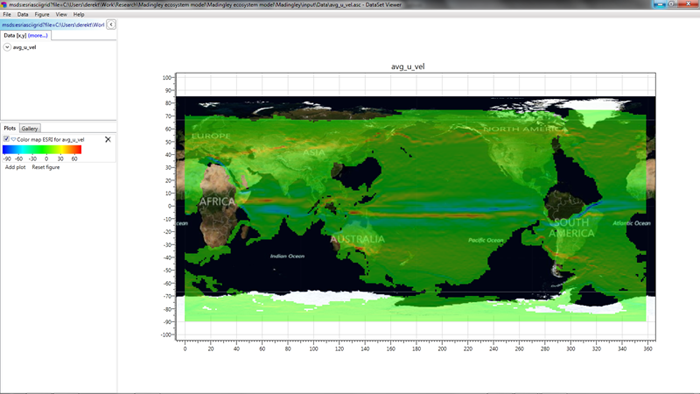 msds:esriasciigrid?file=C:\Users\derekt\Work\Research\Madingley ecosystem model\Madingley ecosystem model\Madingley\input\Data\avg_u_vel.asc - DataSet Viewer
File Data Figure View Help
msds:esriasciigrid?file=C:\Users\derekt\Worl
Data [x,y] (more...)
avg_u_vel
Plots Gallery
Color map ESRI for avg_u_vel
-90 -60 -30 0 30 60
Add plot Reset figure
avg_u_vel
100
90
80
70
60
50
40
30
20
10
0
-10
-20
-30
-40
-50
-60
-70
-80
-90
-100
EUROPE
NORTH AMERICA
ASIA
AFRICA
AUSTRALIA
SOUTH
AMERICA
cean
Indian Ocean
Pacific Ocean
Atlantic Ocean
0 20 40 60 80 100 120 140 160 180 200 220 240 260 280 300 320 340 360